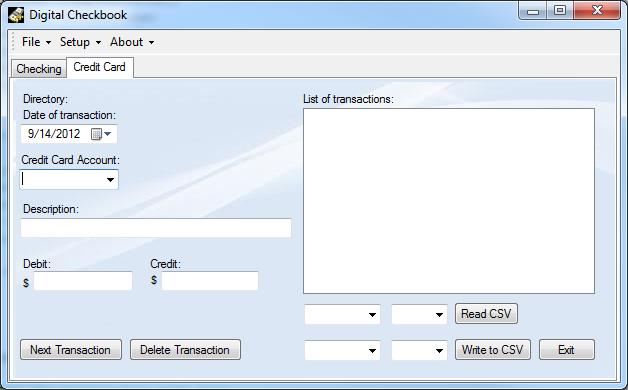 Digital Checkbook
File Setup About
Checking Credit Card
Directory:
Date of transaction:
9/14/2012
Credit Card Account:
Description:
Debit: Credit:
$ $
Next Transaction Delete Transaction
List of transactions:
Read CSV
Write to CSV Exit